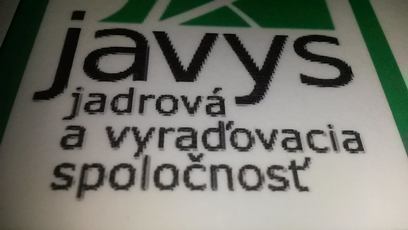 javys
jadrová
a vyraďovacia
spoločnosť